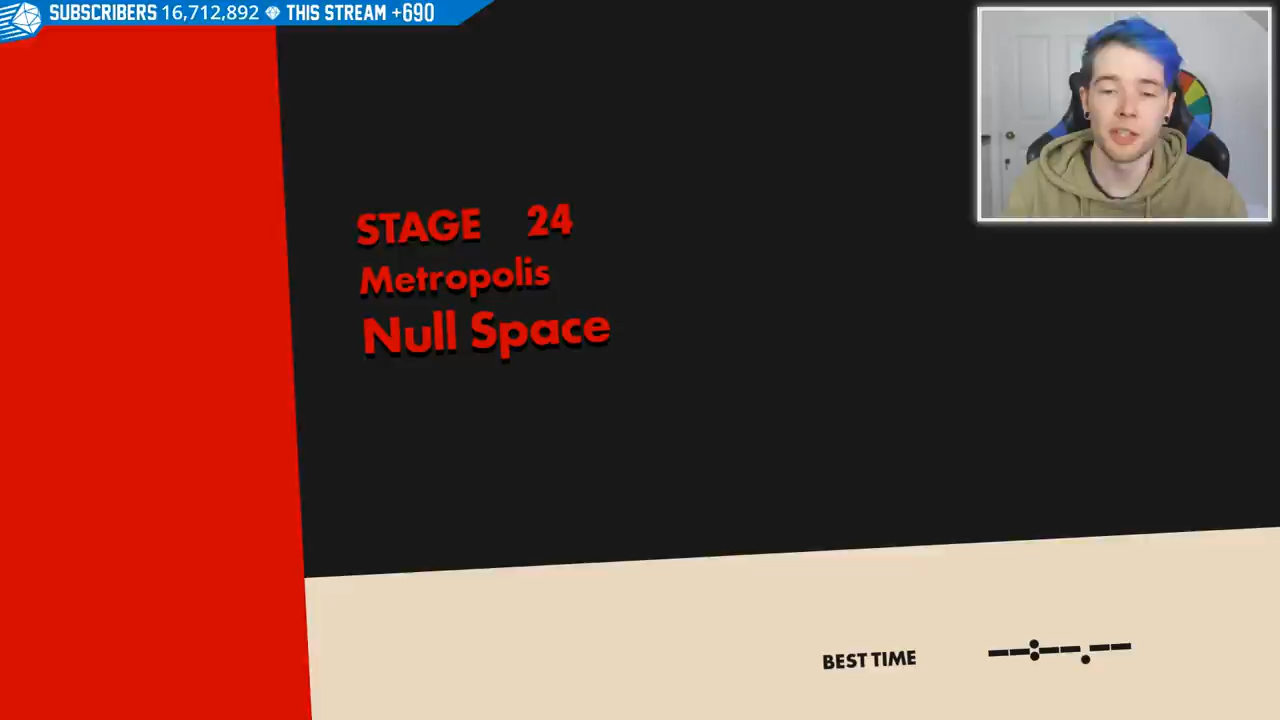 SUBSCRIBERS 16,712,892 THIS STREAM +690
STAGE 24
Metropolis
Null Space
BEST TIME --:--.--